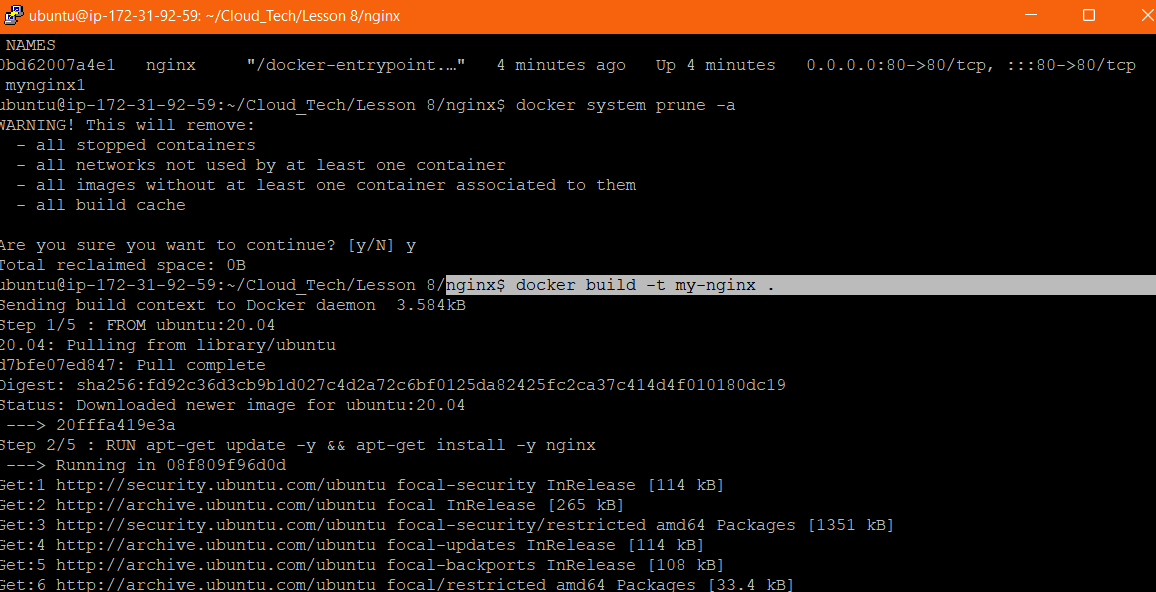 ubuntu@ip-172-31-92-59: ~/Cloud_Tech/Lesson 8/nginx
NAMES
0bd62007a4e1   nginx     "/docker-entrypoint.…"   4 minutes ago   Up 4 minutes   0.0.0.0:80->80/tcp, :::80->80/tcp
mynginx1
ubuntu@ip-172-31-92-59:~/Cloud_Tech/Lesson 8/nginx$ docker system prune -a
WARNING! This will remove:
- all stopped containers
- all networks not used by at least one container
- all images without at least one container associated to them
- all build cache
Are you sure you want to continue? [y/N] y
Total reclaimed space: 0B
ubuntu@ip-172-31-92-59:~/Cloud_Tech/Lesson 8/nginx$ docker build -t my-nginx .
Sending build context to Docker daemon  3.584kB
Step 1/5 : FROM ubuntu:20.04
20.04: Pulling from library/ubuntu
d7bfe07ed847: Pull complete
Digest: sha256:fd92c36d3cb9b1d027c4d2a72c6bf0125da82425fc2ca37c414d4f010180dc19
Status: Downloaded newer image for ubuntu:20.04
---> 20fffa419e3a
Step 2/5 : RUN apt-get update -y && apt-get install -y nginx
---> Running in 08f809f96d0d
Get:1 http://security.ubuntu.com/ubuntu focal-security InRelease [114 kB]
Get:2 http://archive.ubuntu.com/ubuntu focal InRelease [265 kB]
Get:3 http://security.ubuntu.com/ubuntu focal-security/restricted amd64 Packages [1351 kB]
Get:4 http://archive.ubuntu.com/ubuntu focal-updates InRelease [114 kB]
Get:5 http://archive.ubuntu.com/ubuntu focal-backports InRelease [108 kB]
Get:6 http://archive.ubuntu.com/ubuntu focal/restricted amd64 Packages [33.4 kB]